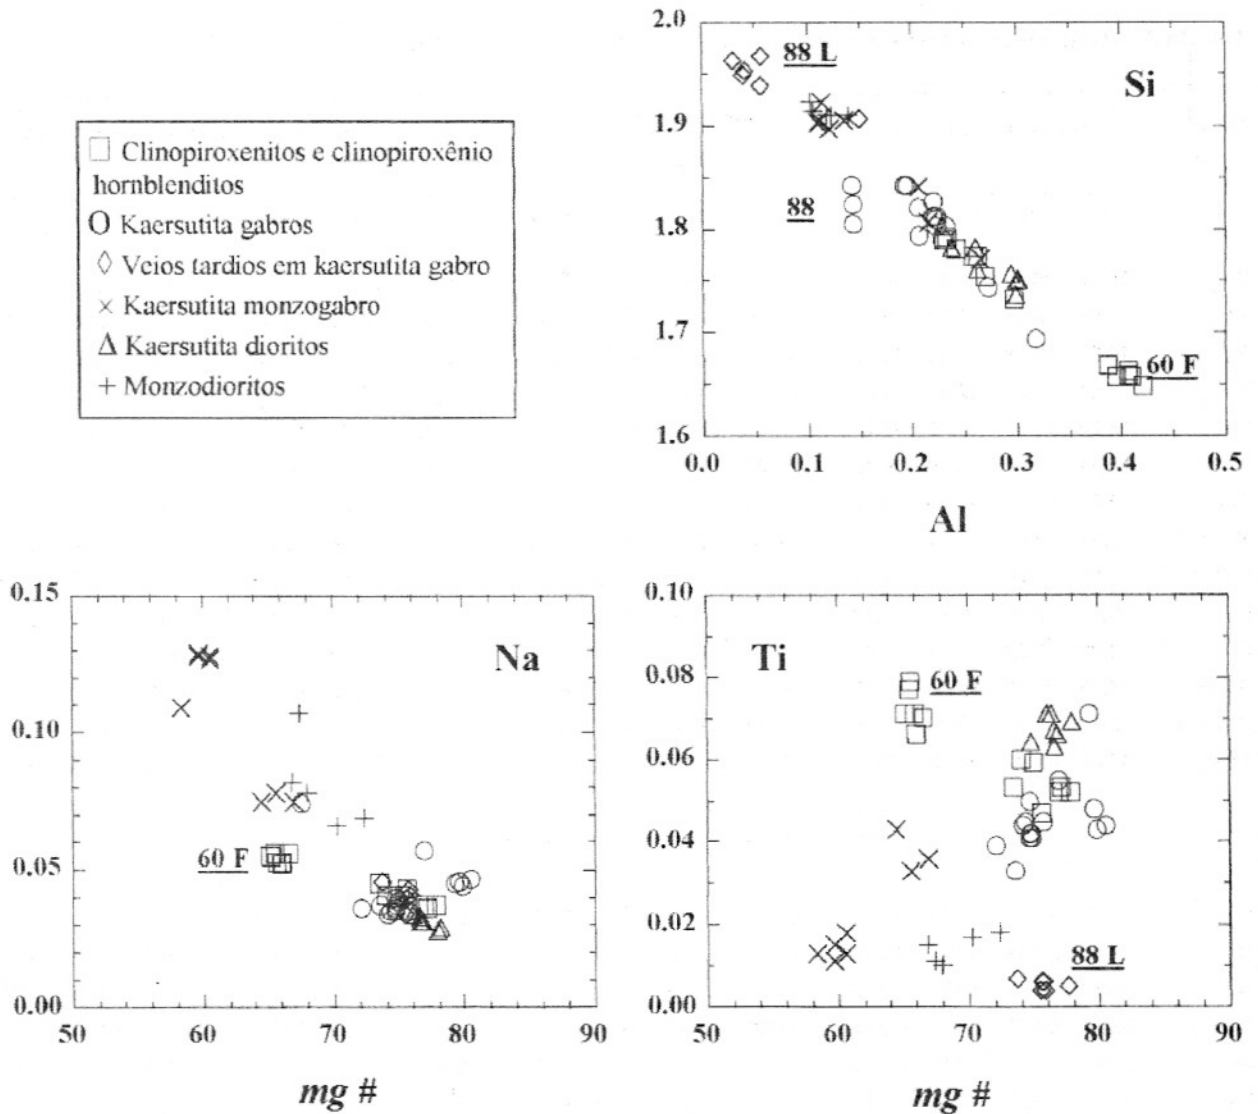 Clinopiroxenitos e clinopiroxênio
hornblenditos
Kaersutita gabros
Veios tardios em kaersutita gabro
Kaersutita monzogabro
Kaersutita dioritos
Monzodioritos
2.0
1.9
1.8
1.7
1.6
88 L
Si
88
60 F
0.0 0.1 0.2 0.3 0.4 0.5
Al
0.15
0.10
0.05
0.00
Na
60 F
50 60 70 80 90
mg #
0.10
0.08
0.06
0.04
0.02
0.00
Ti
60 F
88 L
50 60 70 80 90
mg #